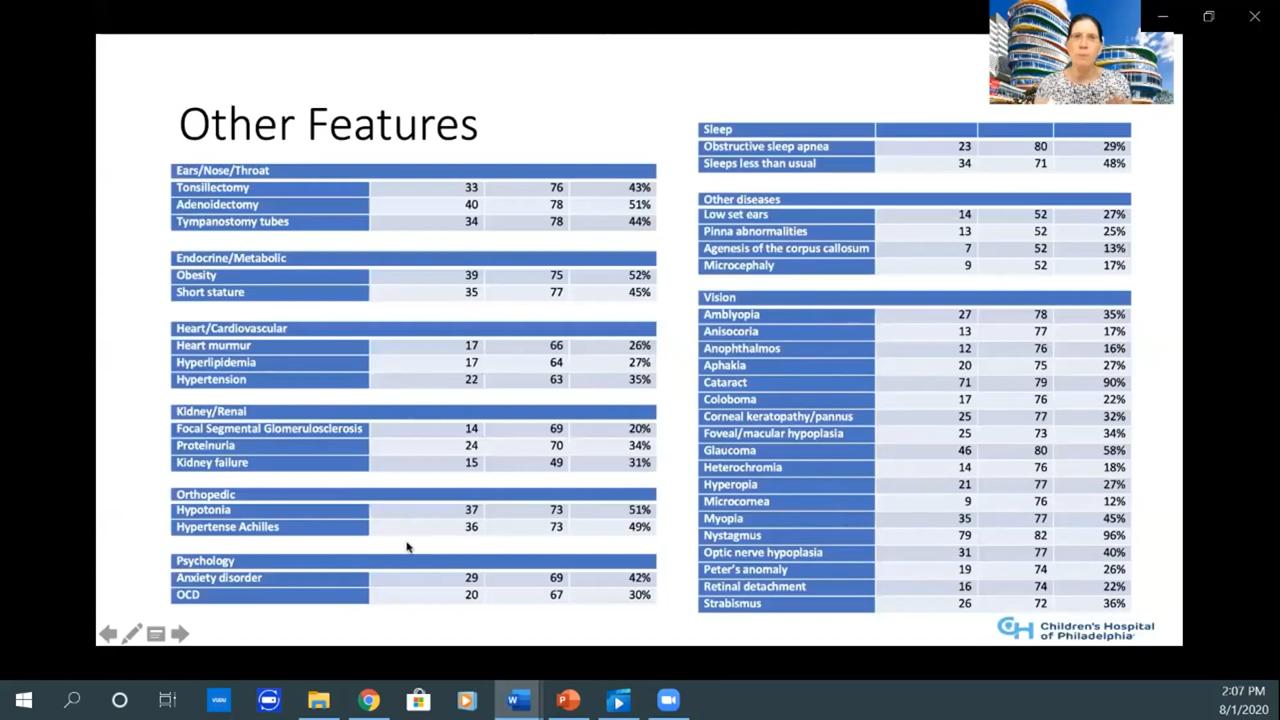 Other Features
Ears/Nose/Throat
Tonsillectomy 33 76 43%
Adenoidectomy 40 78 51%
Tympanostomy tubes 34 78 44%
Endocrine/Metabolic
Obesity 39 75 52%
Short stature 35 77 45%
Heart/Cardiovascular
Heart murmur 17 66 26%
Hyperlipidemia 17 64 27%
Hypertension 22 63 35%
Kidney/Renal
Focal Segmental Glomerulosclerosis 14 69 20%
Proteinuria 24 70 34%
Kidney failure 15 49 31%
Orthopedic
Hypotonia 37 73 51%
Hypertense Achilles 36 73 49%
Psychology
Anxiety disorder 29 69 42%
OCD 20 67 30%
Sleep
Obstructive sleep apnea 23 80 29%
Sleeps less than usual 34 71 48%
Other diseases
Low set ears 14 52 27%
Pinna abnormalities 13 52 25%
Agenesis of the corpus callosum 7 52 13%
Microcephaly 9 52 17%
Vision
Amblyopia 27 78 35%
Anisocoria 13 77 17%
Anophthalmos 12 76 16%
Aphakia 20 75 27%
Cataract 71 79 90%
Coloboma 17 76 22%
Corneal keratopathy/pannus 25 77 32%
Foveal/macular hypoplasia 25 73 34%
Glaucoma 46 80 58%
Heterochromia 14 76 18%
Hyperopia 21 77 27%
Microcornea 9 76 12%
Myopia 35 77 45%
Nystagmus 79 82 96%
Optic nerve hypoplasia 31 77 40%
Peter's anomaly 19 74 26%
Retinal detachment 16 74 22%
Strabismus 26 72 36%
CH Children's Hospital
of Philadelphia
VUDU
2:07 PM
8/1/2020